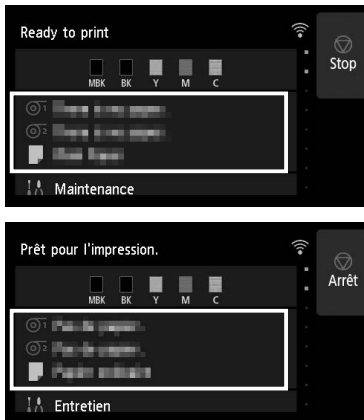 Ready to print
Stop
MBK BK Y M C
1
2
Maintenance
Prêt pour l'impression.
Arrêt
MBK BK Y M C
1
2
Entretien